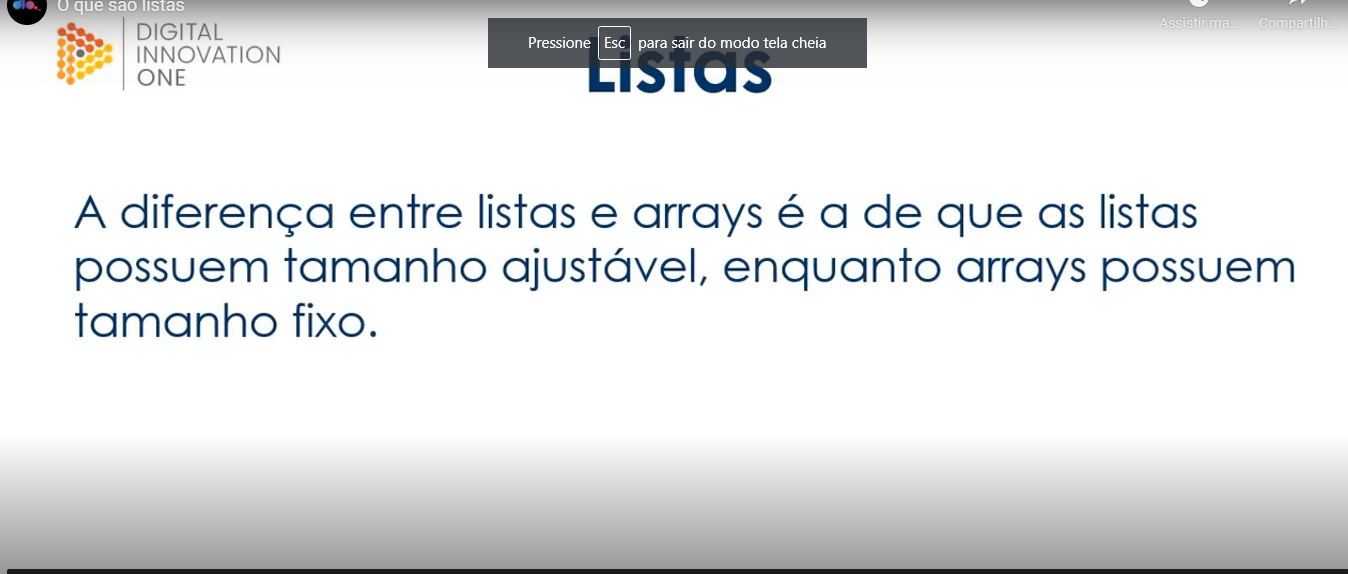 dio.
O que são listas
Assistir ma...
Compartilh...
DIGITAL
INNOVATION
ONE
Pressione Esc para sair do modo tela cheia
Listas
A diferença entre listas e arrays é a de que as listas
possuem tamanho ajustável, enquanto arrays possuem
tamanho fixo.